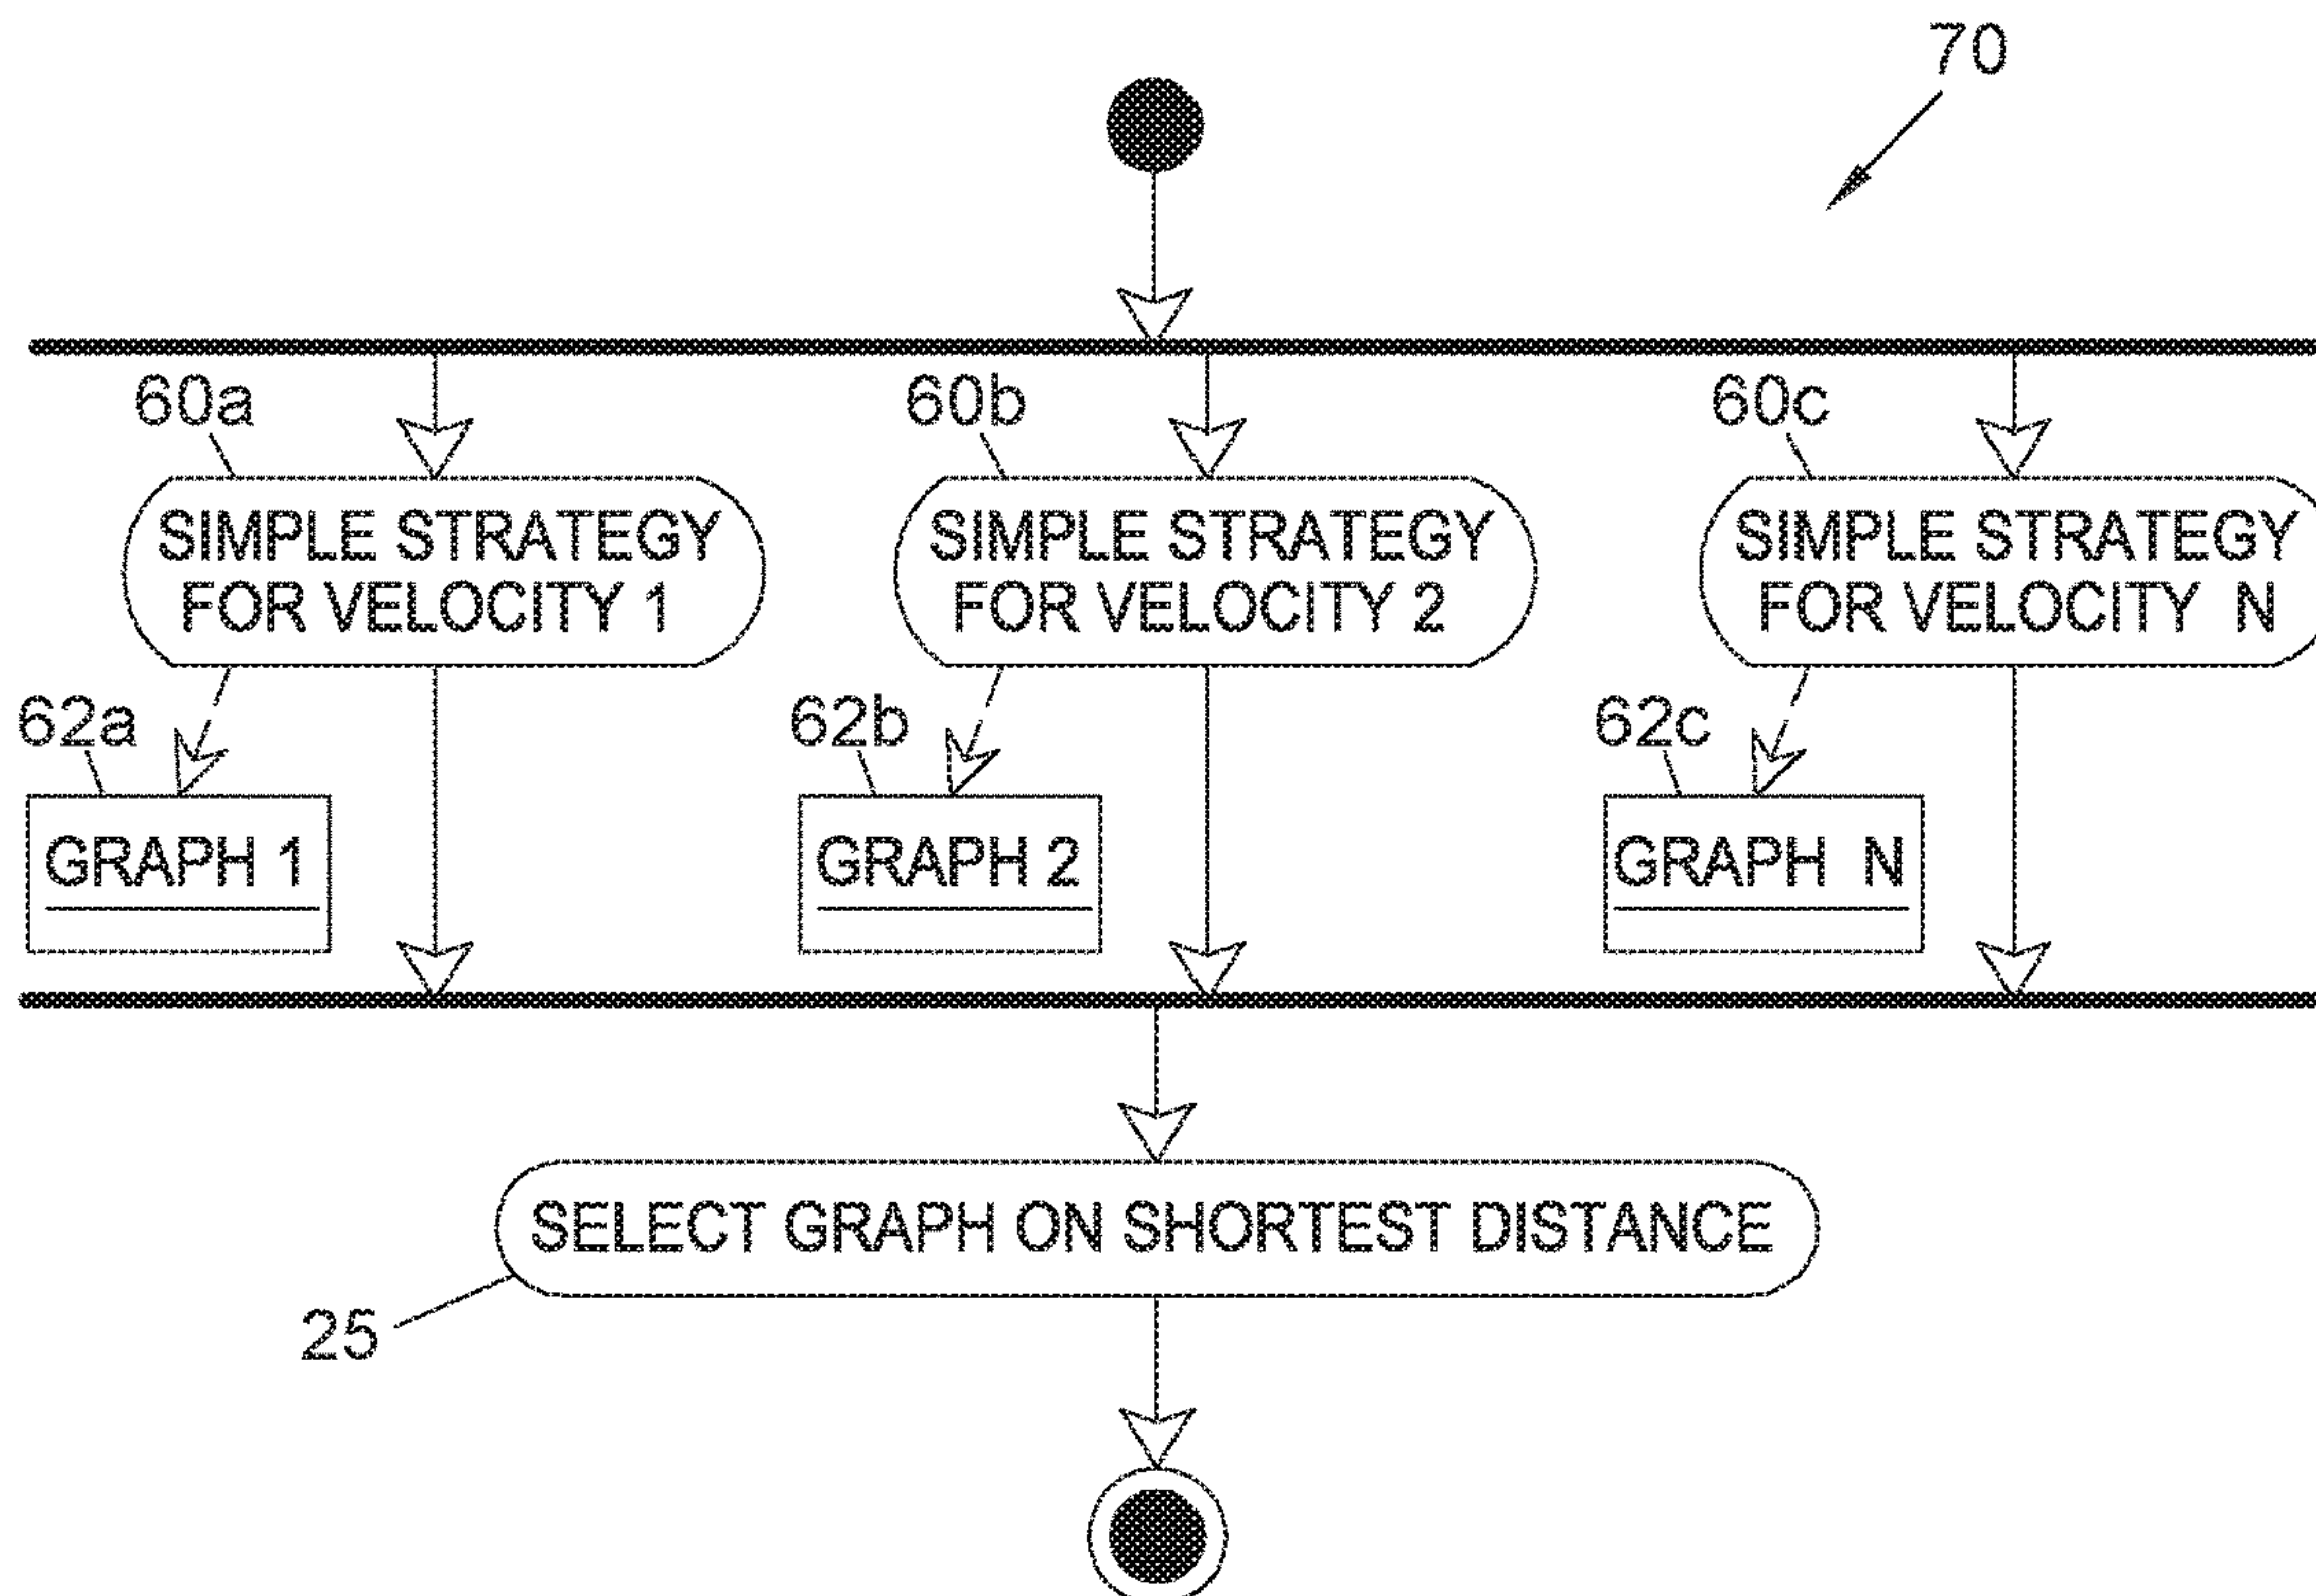 70
60a
60b
60c
SIMPLE STRATEGY
FOR VELOCITY 1
SIMPLE STRATEGY
FOR VELOCITY 2
SIMPLE STRATEGY
FOR VELOCITY N
62a
62b
62c
GRAPH 1
GRAPH 2
GRAPH N
SELECT GRAPH ON SHORTEST DISTANCE
25